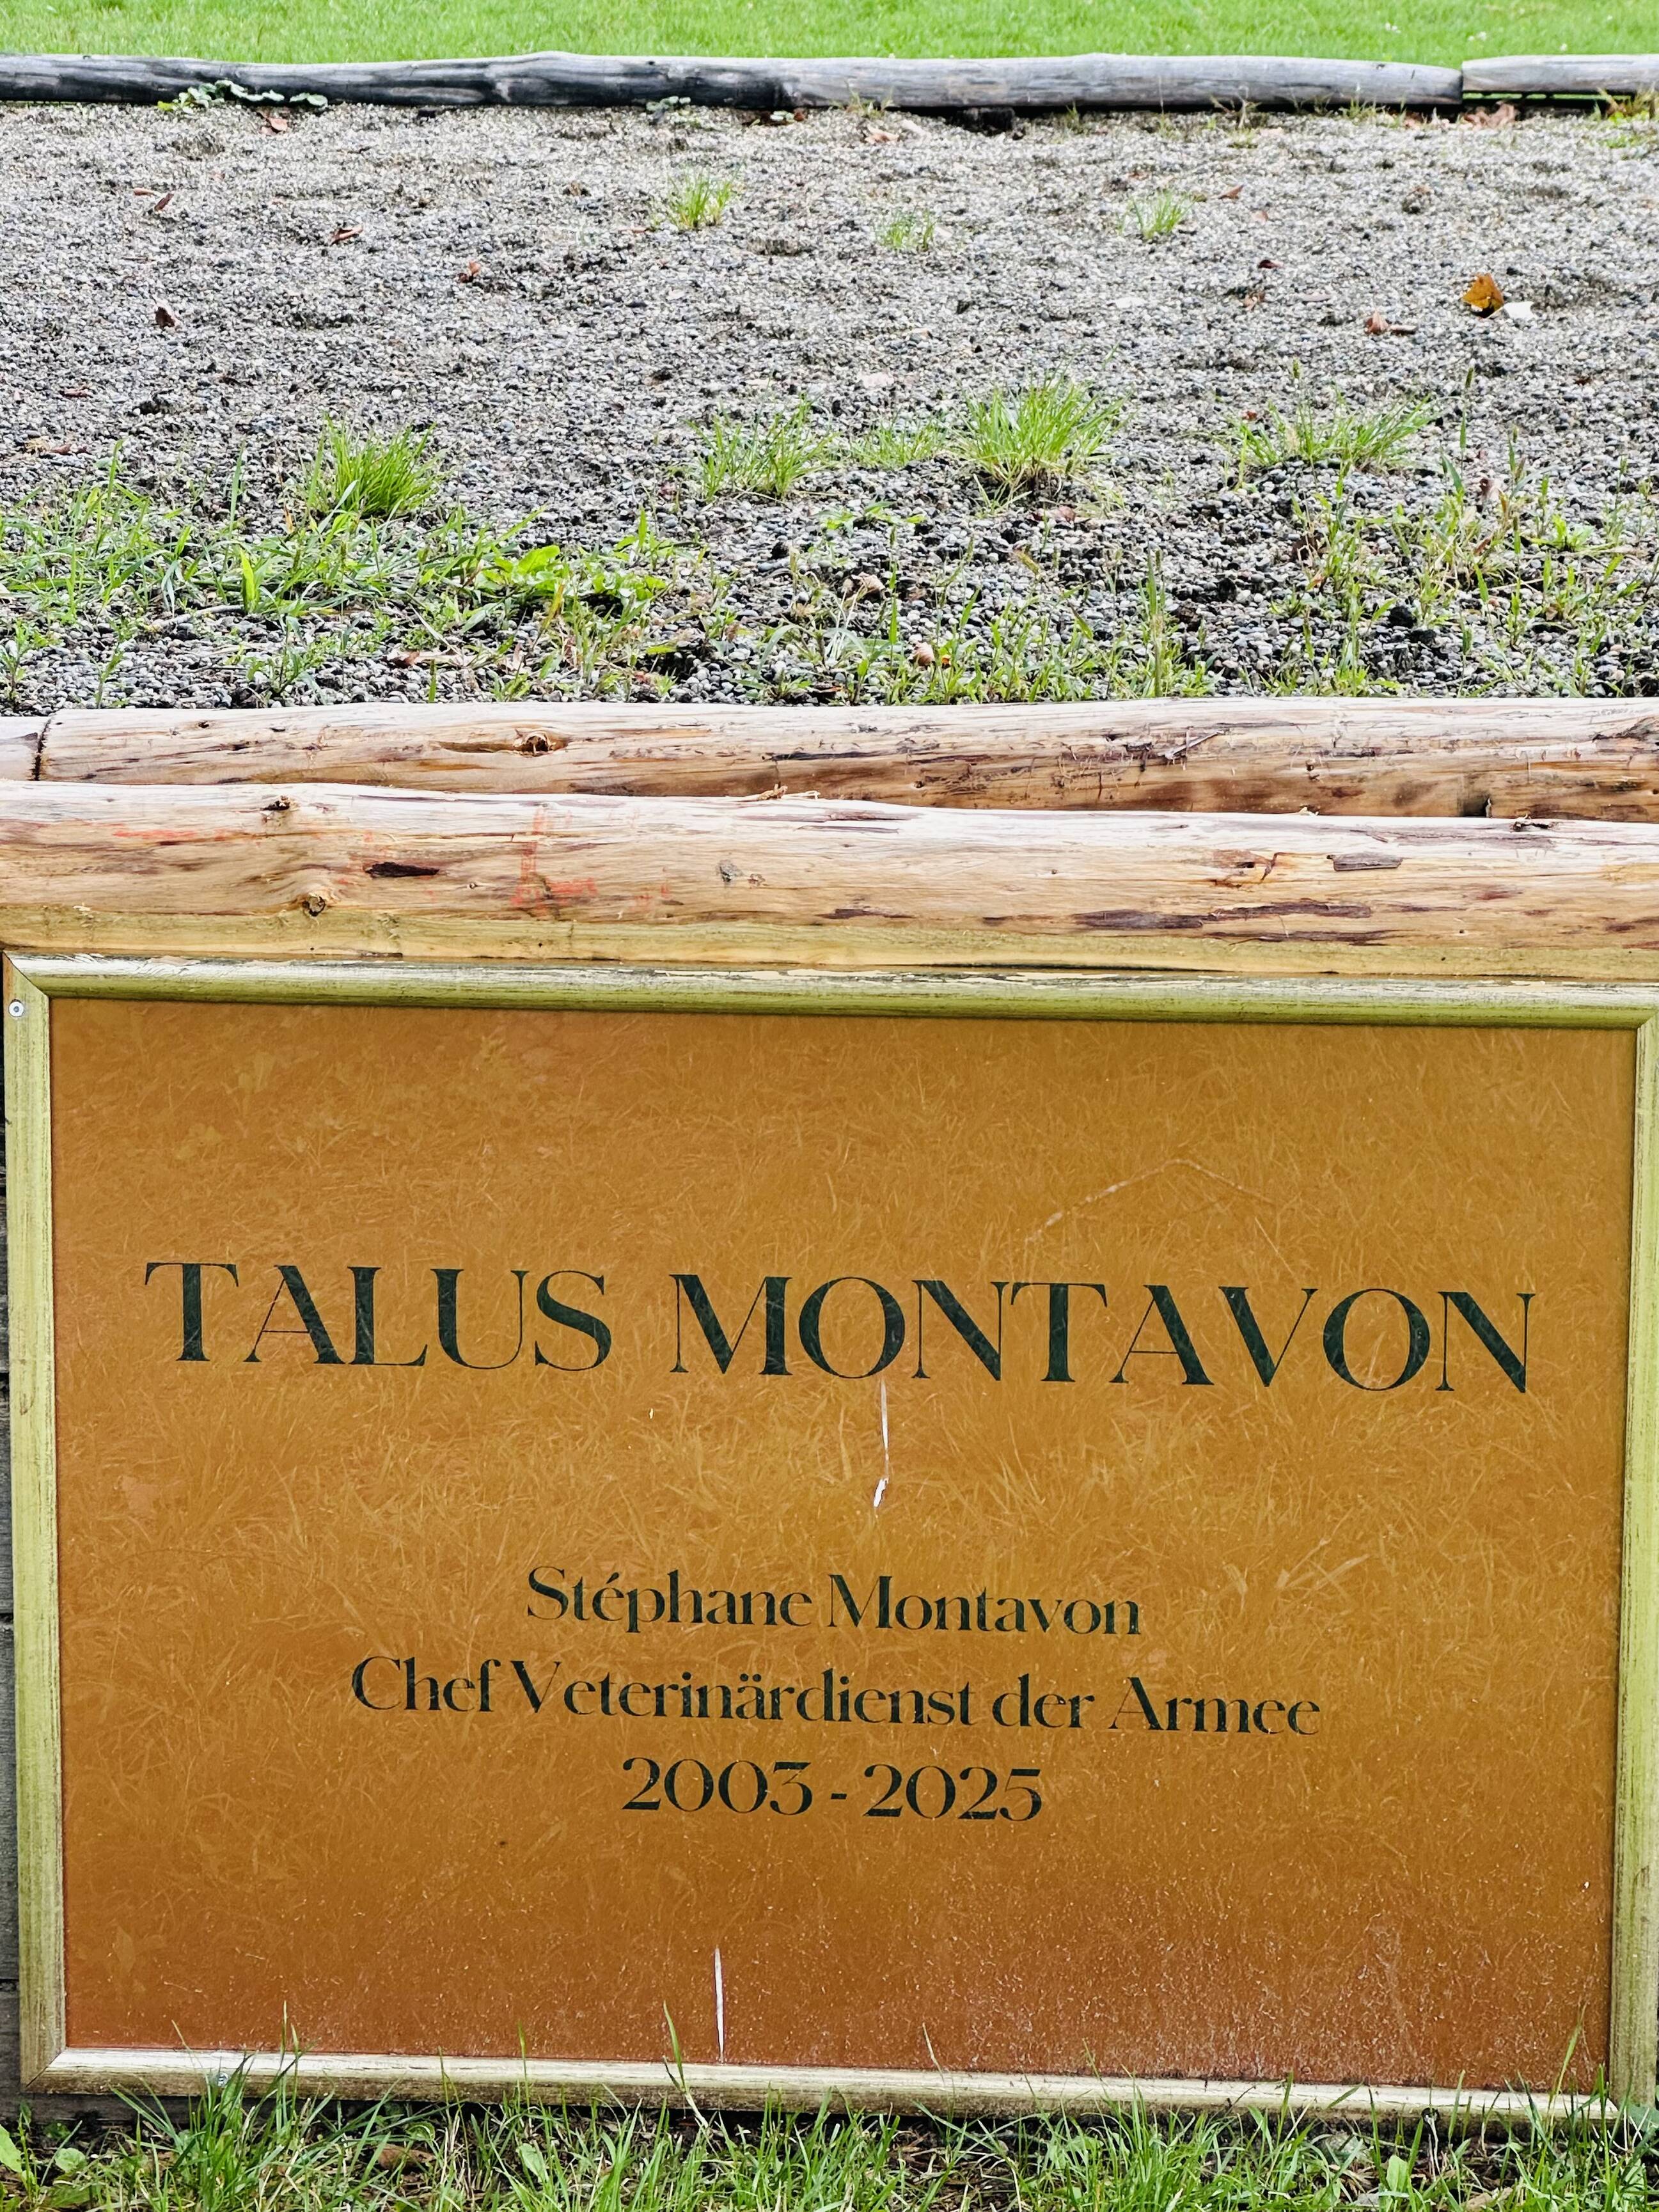 TALUS MONTAVON
Stéphane Montavon
Chef Veterinärdienst der Armee
2003 - 2025